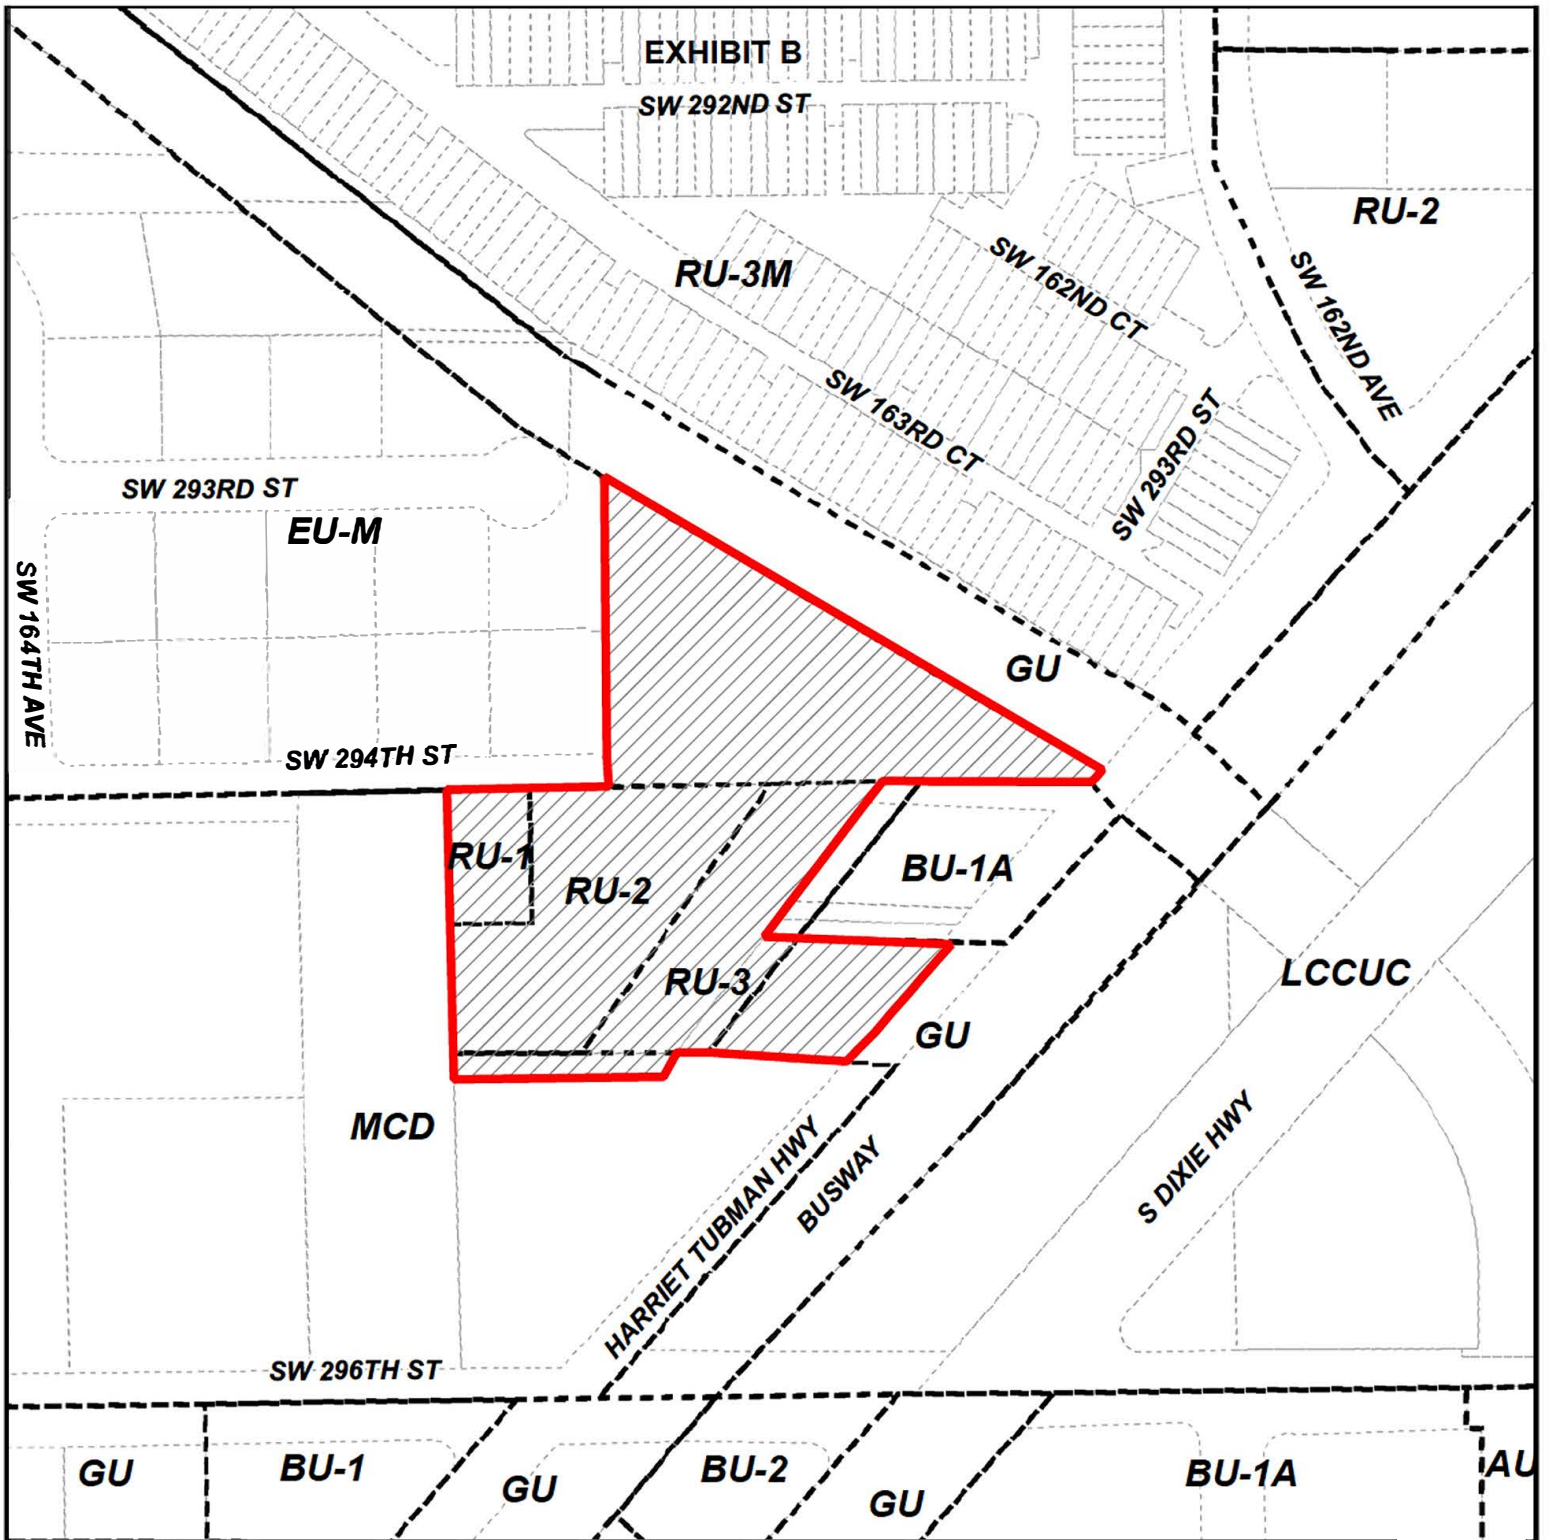 EXHIBIT B
SW 292ND ST
RU-2
RU-3M
SW 162ND CT
SW 162ND AVE
SW 163RD CT
SW 293RD ST
SW 293RD ST
EU-M
SW 164TH AVE
GU
SW 294TH ST
RU-1
RU-2
BU-1A
RU-3
LCCUC
GU
MCD
HARRIET TUBMAN HWY
BUSWAY
S DIXIE HWY
SW 296TH ST
GU
BU-1
GU
BU-2
GU
BU-1A
AU